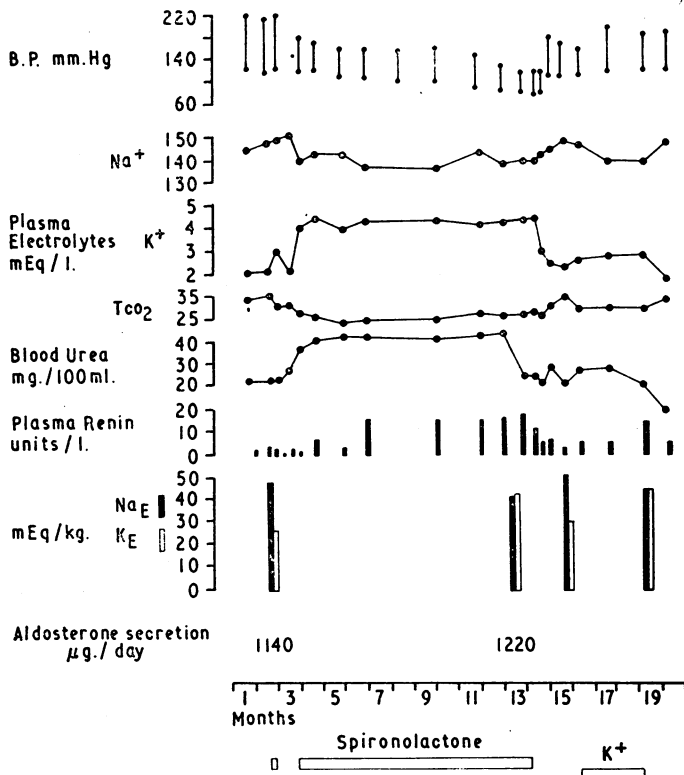 220
B.P. mm.Hg 140
60
150
Na+ 140
130
5
Plasma 4
Electrolytes K+ 3
mEq / l. 2
35
Tco2 25
40
Blood Urea 30
mg./100ml. 20
20
Plasma Renin 10
units / l. 0
50
NaE 40
mEq/kg. KE 30
20
10
0
Aldosterone secretion
μg. / day 1140 1220
1 3 5 7 9 11 13 15 17 19
Months
Spironolactone K+